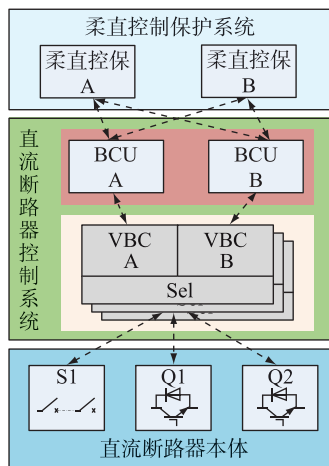 柔直控制保护系统
柔直控保 柔直控保
A B
直流断路器控制系统
BCU BCU
A B
VBC VBC
A B
Sel
S1 Q1 Q2
直流断路器本体